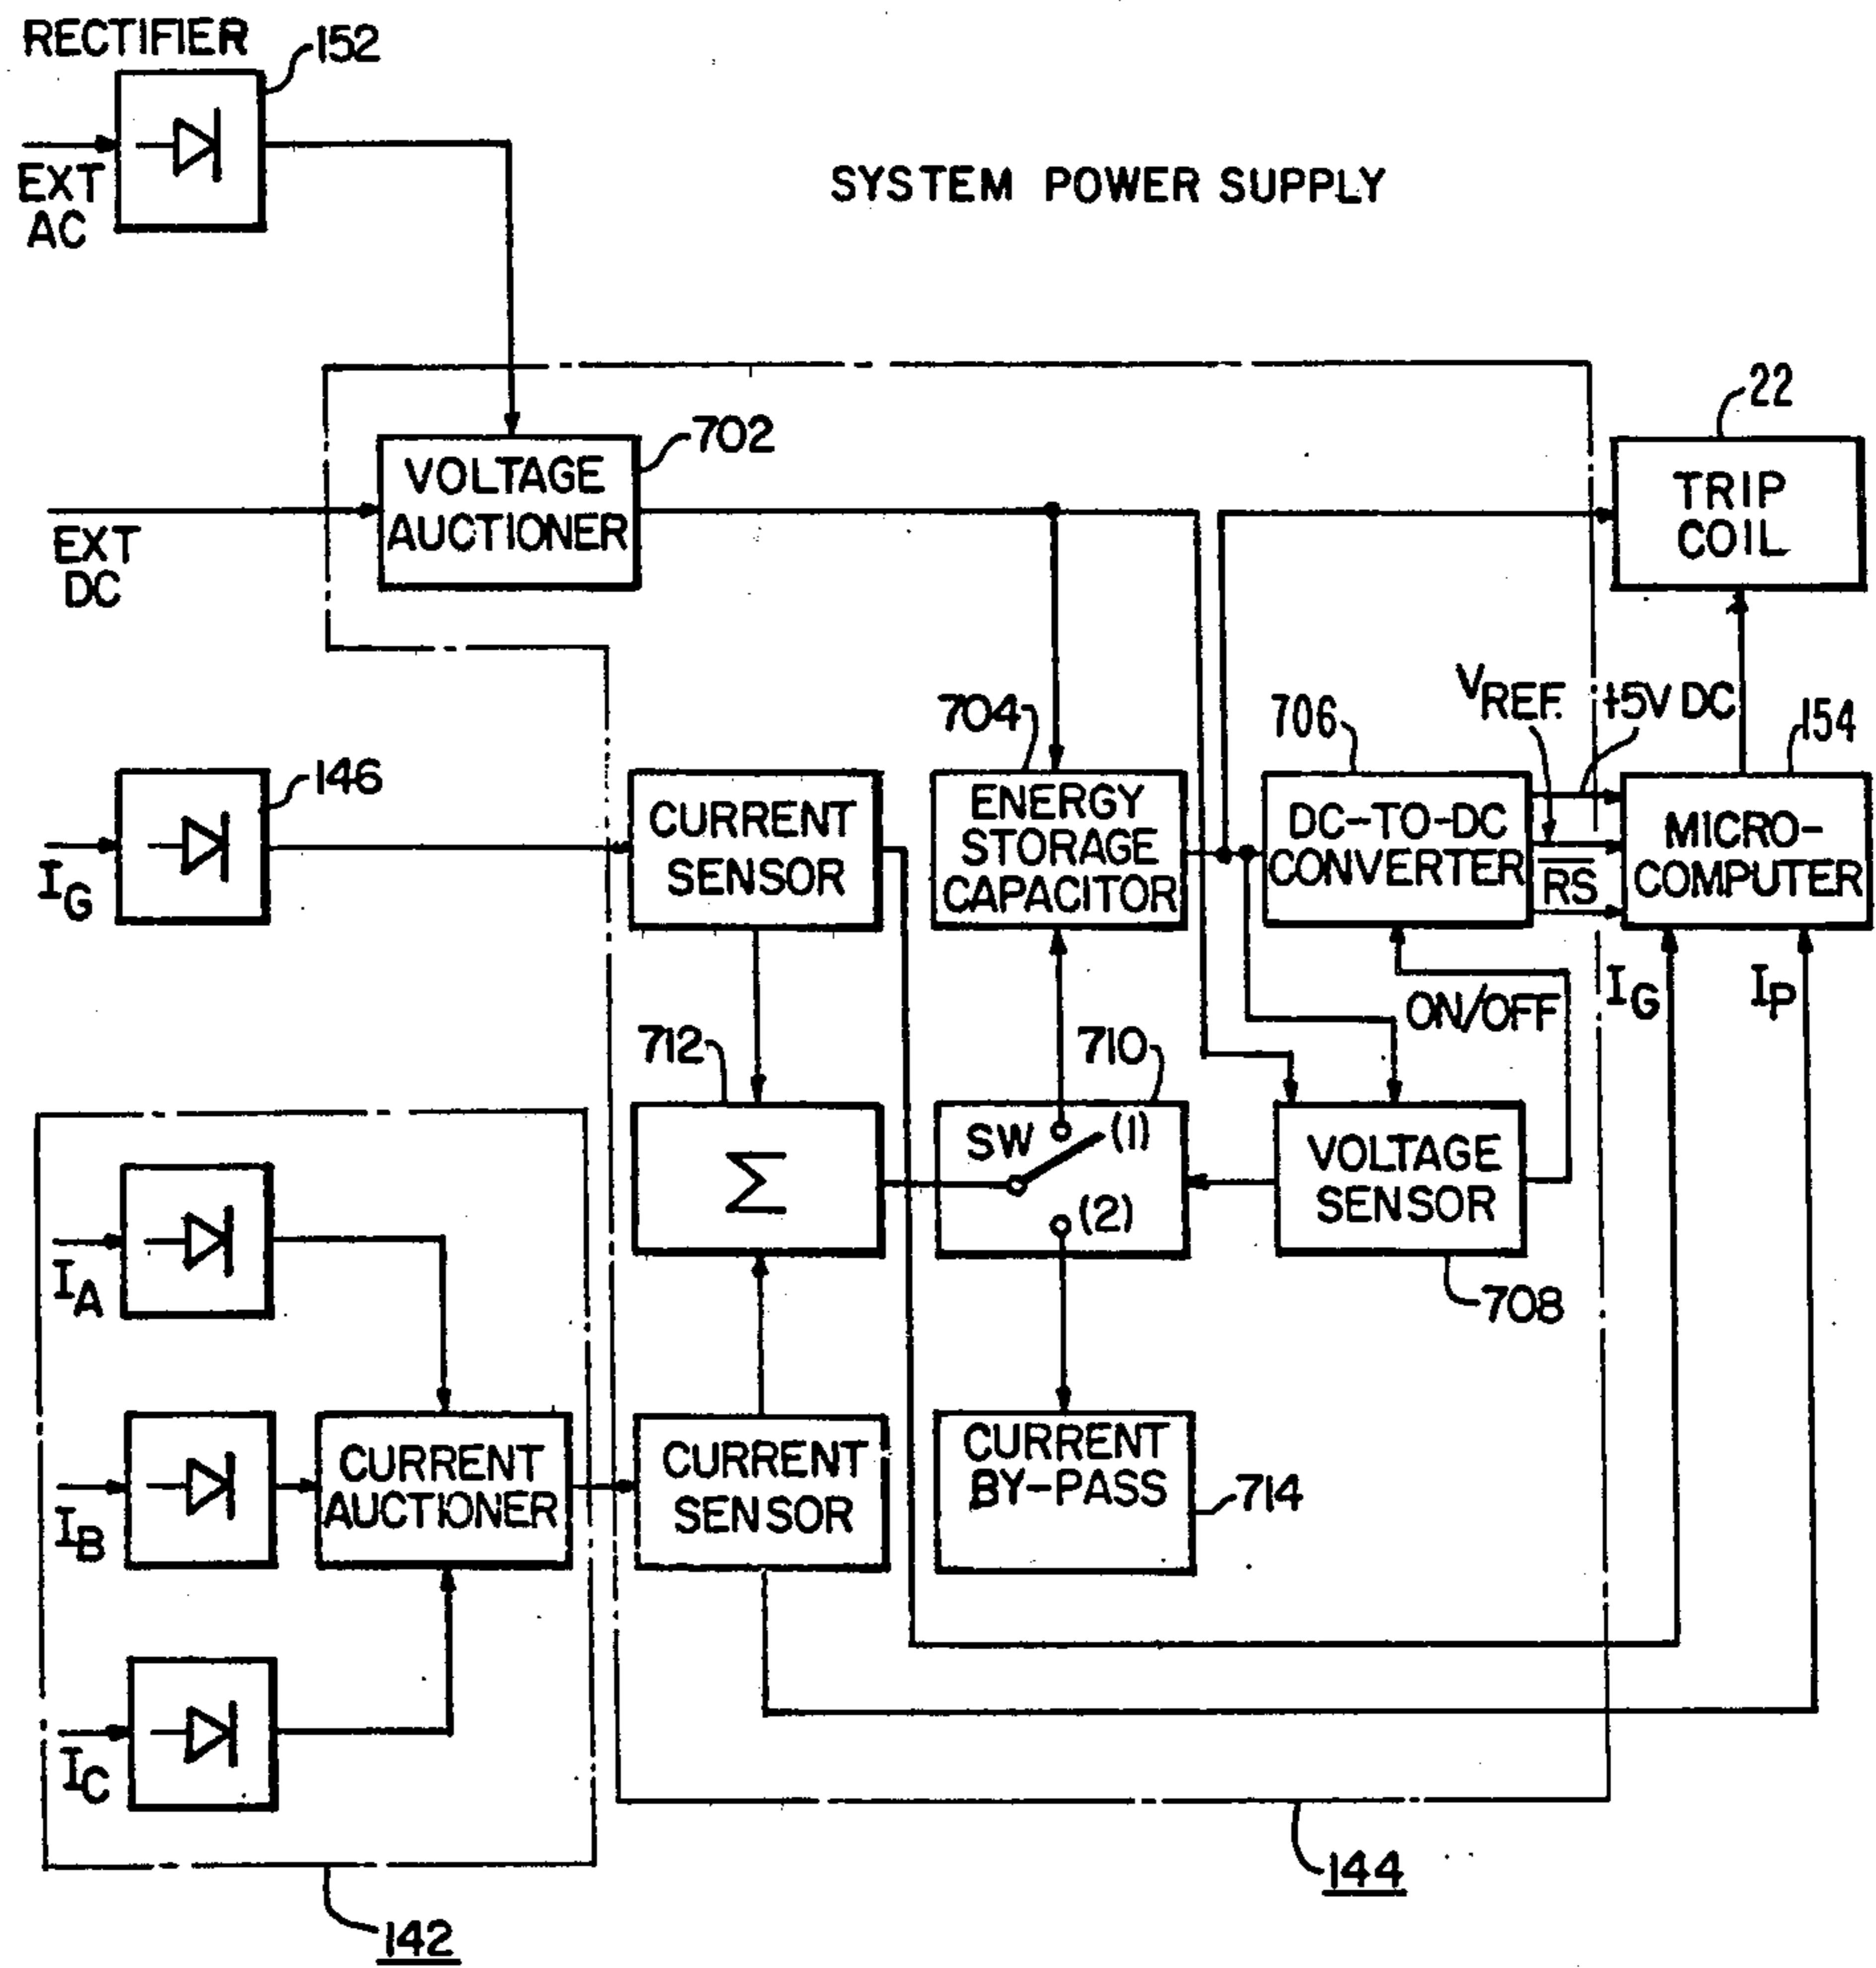 RECTIFIER
152
EXT
AC
SYSTEM POWER SUPPLY
702
VOLTAGE
AUCTIONER
EXT
DC
22
TRIP
COIL
704
706
VREF.
+5V DC
154
146
IG
CURRENT
SENSOR
ENERGY
STORAGE
CAPACITOR
DC-TO-DC
CONVERTER
RS
MICRO-
COMPUTER
ON/OFF
IG
IP
712
710
Σ
SW
(1)
(2)
VOLTAGE
SENSOR
708
IA
IB
CURRENT
AUCTIONER
CURRENT
SENSOR
CURRENT
BY-PASS
714
IC
144
142